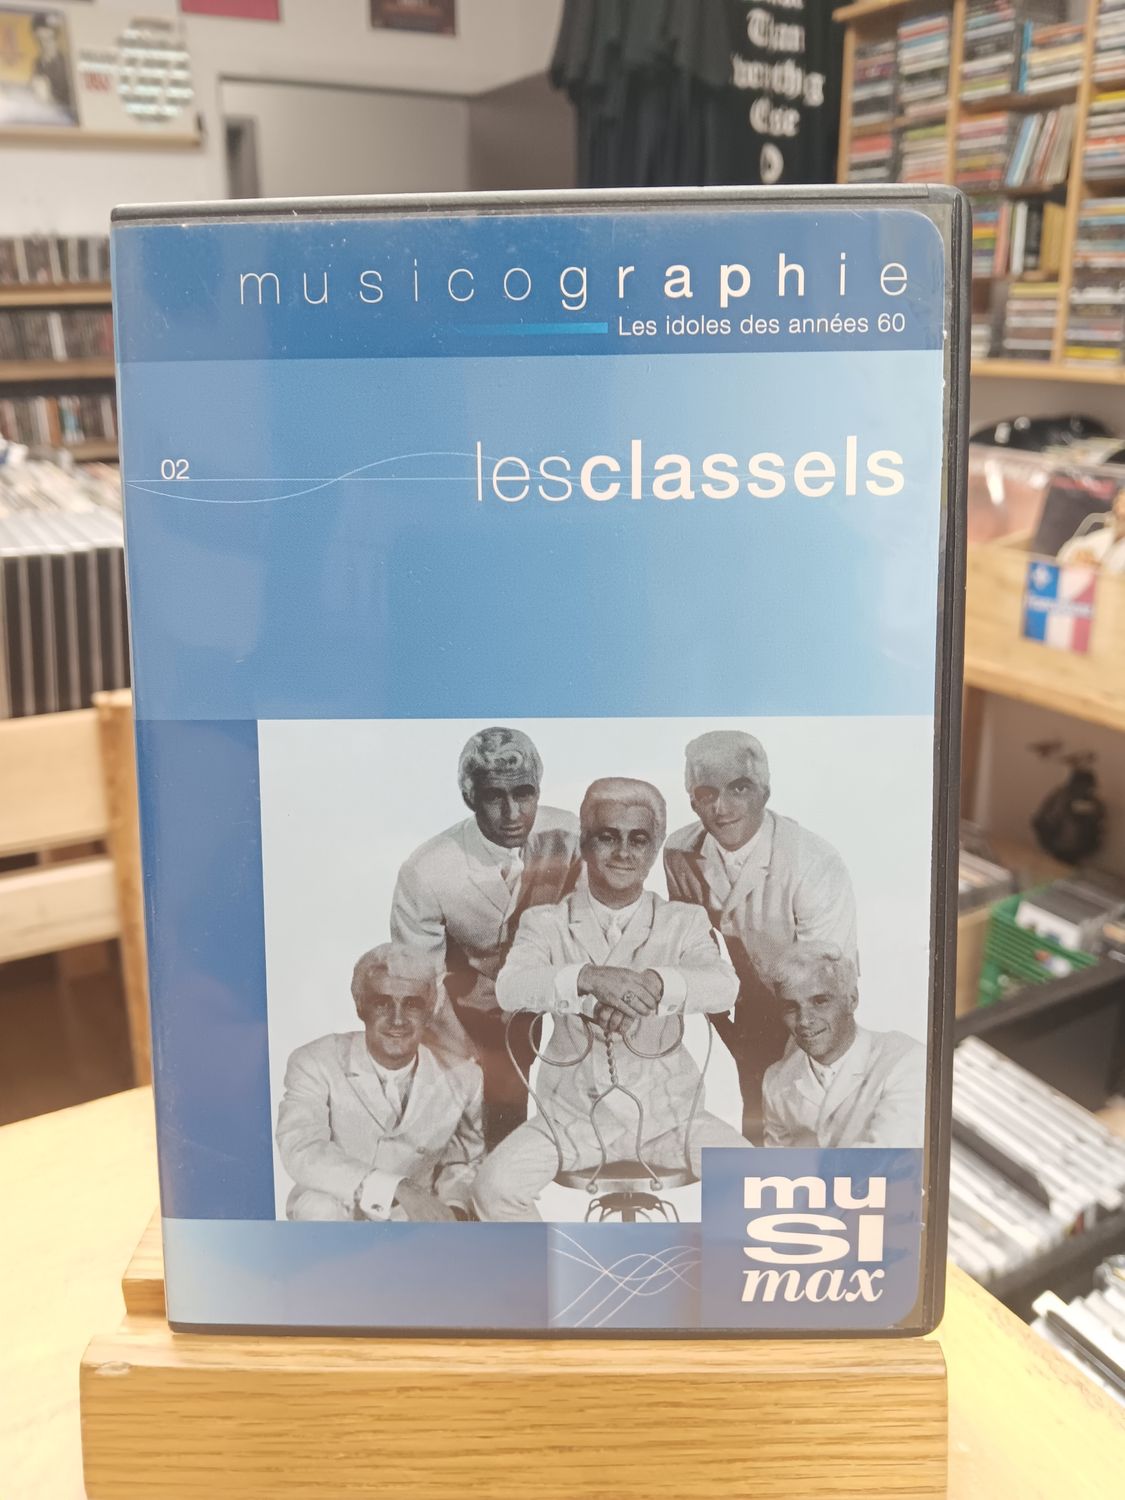 musicographie
Les idoles des années 60
02
lesclassels
mu
SI
max